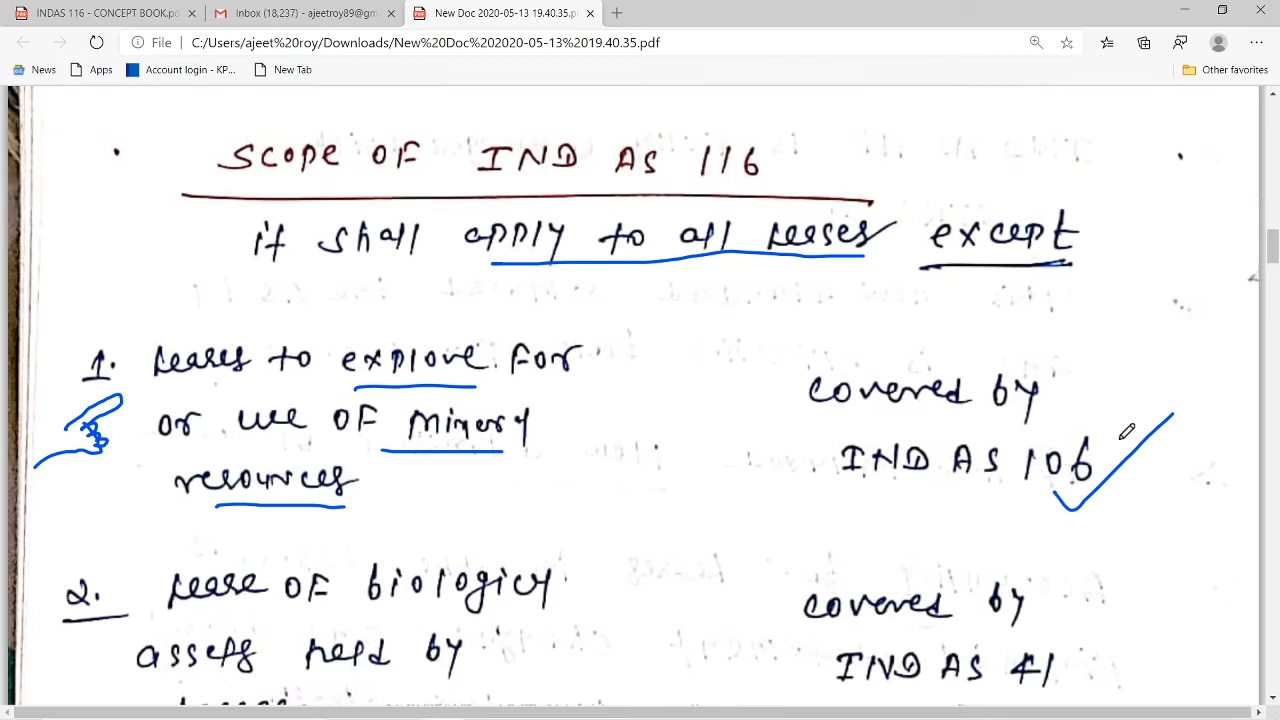 INDAS 116 - CONCEPT BOOK.pd
Inbox (18,237) - ajeetroy89@gm
New Doc 2020-05-13 19.40.35.pdf
File
C:/Users/ajeet%20roy/Downloads/New%20Doc%202020-05-13%2019.40.35.pdf
News
Apps
Account login - KP...
New Tab
Other favorites
SCOPE OF IND AS 116
it shall apply to all leases except
1. Leases to explore for
or use of minery
resources
covered by
IND AS 106
2. Lease OF biologicy
assets held by
covered by
IND AS 41